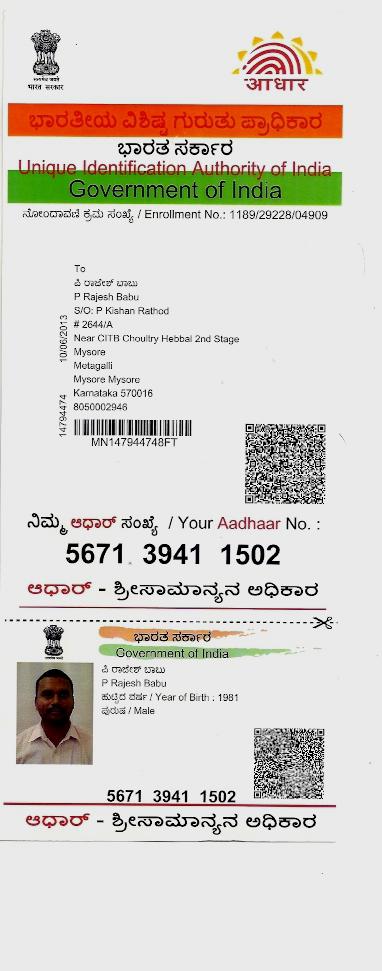 सत्यमेव जयते
भारत सरकार
आधार
ಭಾರತೀಯ ವಿಶಿಷ್ಟ ಗುರುತು ಪ್ರಾಧಿಕಾರ
ಭಾರತ ಸರ್ಕಾರ
Unique Identification Authority of India
Government of India
ನೋಂದಾವಣೆ ಕ್ರಮ ಸಂಖ್ಯೆ / Enrollment No.: 1189/29228/04909
To
ಪಿ ರಾಜೇಶ್ ಬಾಬು
P Rajesh Babu
S/O: P Kishan Rathod
# 2644/A
Near CITB Choultry Hebbal 2nd Stage
Mysore
Metagalli
Mysore Mysore
Karnataka 570016
8050002946
10/06/2013
14794474
MN147944748FT
ನಿಮ್ಮ ಆಧಾರ್ ಸಂಖ್ಯೆ / Your Aadhaar No. :
5671 3941 1502
ಆಧಾರ್ - ಶ್ರೀಸಾಮಾನ್ಯನ ಅಧಿಕಾರ
ಭಾರತ ಸರ್ಕಾರ
Government of India
ಪಿ ರಾಜೇಶ್ ಬಾಬು
P Rajesh Babu
ಹುಟ್ಟಿದ ವರ್ಷ / Year of Birth : 1981
ಪುರುಷ / Male
5671 3941 1502
ಆಧಾರ್ - ಶ್ರೀಸಾಮಾನ್ಯನ ಅಧಿಕಾರ